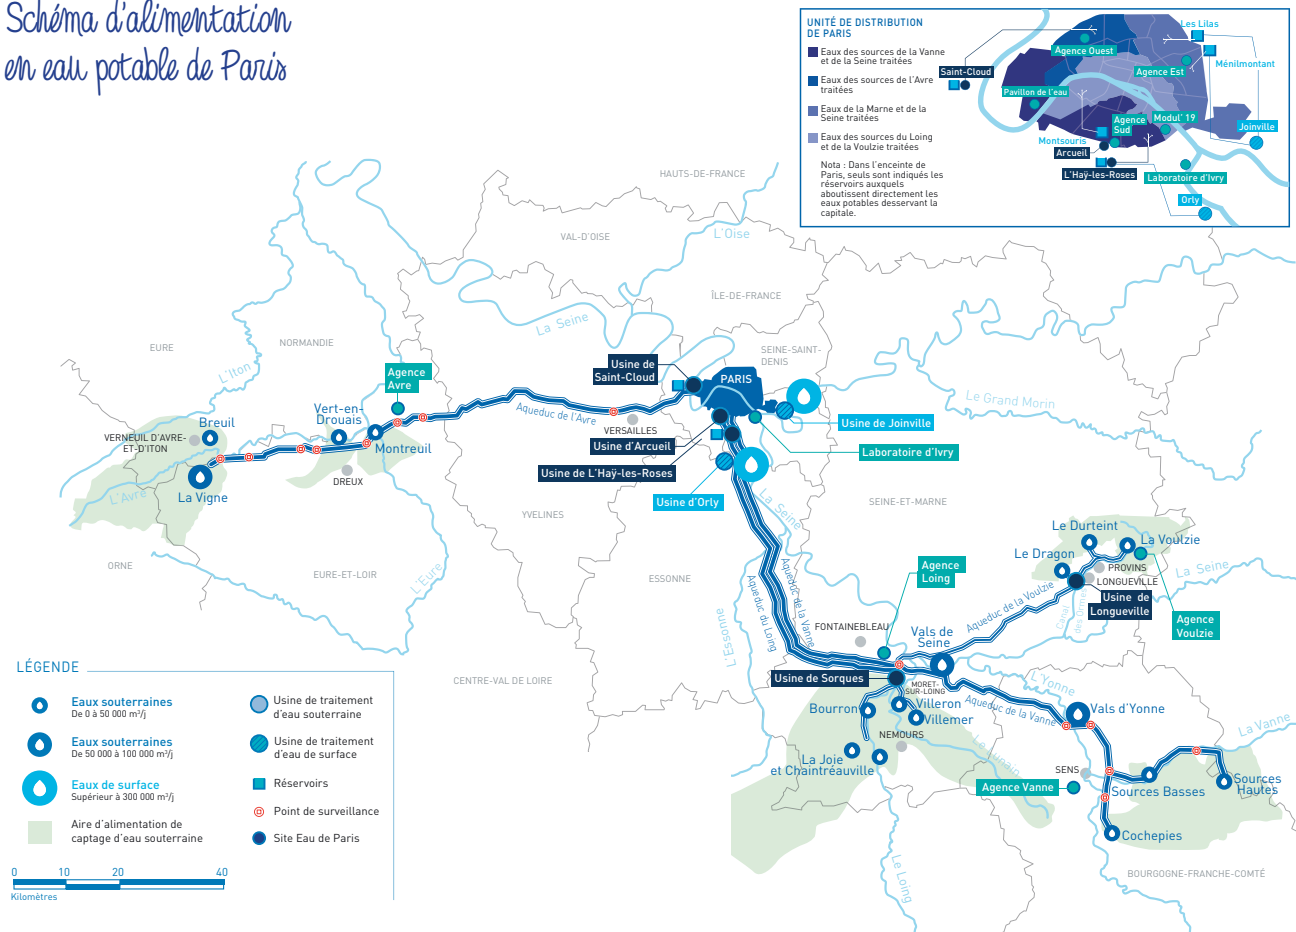 Schéma d'alimentation
en eau potable de Paris
UNITÉ DE DISTRIBUTION
DE PARIS
Eaux des sources de la Vanne
et de la Seine traitées
Eaux des sources de l'Avre
traitées
Eaux de la Marne et de la
Seine traitées
Eaux des sources du Loing
et de la Voulzie traitées
Nota : Dans l'enceinte de
Paris, seuls sont indiqués les
réservoirs auxquels
aboutissent directement les
eaux potables desservant la
capitale.
Les Lilas
Agence Ouest
Ménilmontant
Agence Est
Saint-Cloud
Pavillon de l'eau
Agence
Sud
Modul' 19
Joinville
Montsouris
Arcueil
L'Haÿ-les-Roses
Laboratoire d'Ivry
Orly
HAUTS-DE-FRANCE
VAL-D'OISE
L'Oise
ÎLE-DE-FRANCE
La Seine
NORMANDIE
EURE
SEINE-SAINT-
DENIS
L'Iton
Usine de
Saint-Cloud
PARIS
Agence
Avre
Le Grand Morin
Vert-en-
Drouais
Aqueduc de l'Avre
Breuil
VERSAILLES
Usine de Joinville
VERNEUIL D'AVRE-
ET-D'ITON
Montreuil
Usine d'Arcueil
Laboratoire d'Ivry
DREUX
Usine de L'Haÿ-les-Roses
L'Avre
La Vigne
Usine d'Orly
La Seine
SEINE-ET-MARNE
YVELINES
Le Durteint
La Voulzie
Le Dragon
PROVINS
LONGUEVILLE
La Seine
ORNE
EURE-ET-LOIR
L'Eure
ESSONNE
Agence
Loing
Aqueduc de la Vanne
Aqueduc du Loing
Aqueduc de la Voulzie
Canal
des Ormes
Usine de
Longueville
Agence
Voulzie
L'Essonne
FONTAINEBLEAU
Vals de
Seine
CENTRE-VAL DE LOIRE
Usine de Sorques
MORET-
SUR-LOING
L'Yonne
Bourron
Villeron
Villemer
Aqueduc de la Vanne
Vals d'Yonne
La Vanne
NEMOURS
La Joie
et Chaintréauville
Le Lunain
SENS
Agence Vanne
Sources Basses
Sources
Hautes
Cochepies
Le Loing
BOURGOGNE-FRANCHE-COMTÉ
LÉGENDE
Eaux souterraines
De 0 à 50 000 m³/j
Eaux souterraines
De 50 000 à 100 000 m³/j
Eaux de surface
Supérieur à 300 000 m³/j
Aire d'alimentation de
captage d'eau souterraine
Usine de traitement
d'eau souterraine
Usine de traitement
d'eau de surface
Réservoirs
Point de surveillance
Site Eau de Paris
0 10 20 40
Kilomètres